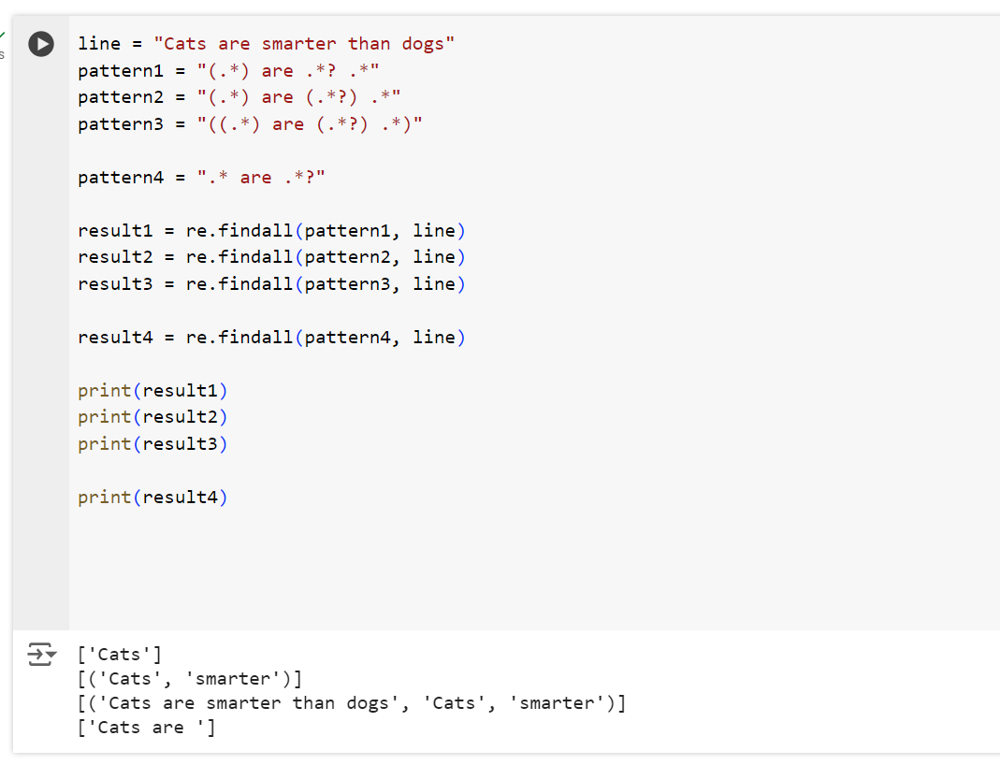 line = "Cats are smarter than dogs"
pattern1 = "(.*) are .*? .*"
pattern2 = "(.*) are (.*?) .*"
pattern3 = "((.*) are (.*?) .*)"
pattern4 = ".* are .*?"
result1 = re.findall(pattern1, line)
result2 = re.findall(pattern2, line)
result3 = re.findall(pattern3, line)
result4 = re.findall(pattern4, line)
print(result1)
print(result2)
print(result3)
print(result4)
['Cats']
[('Cats', 'smarter')]
[('Cats are smarter than dogs', 'Cats', 'smarter')]
['Cats are ']